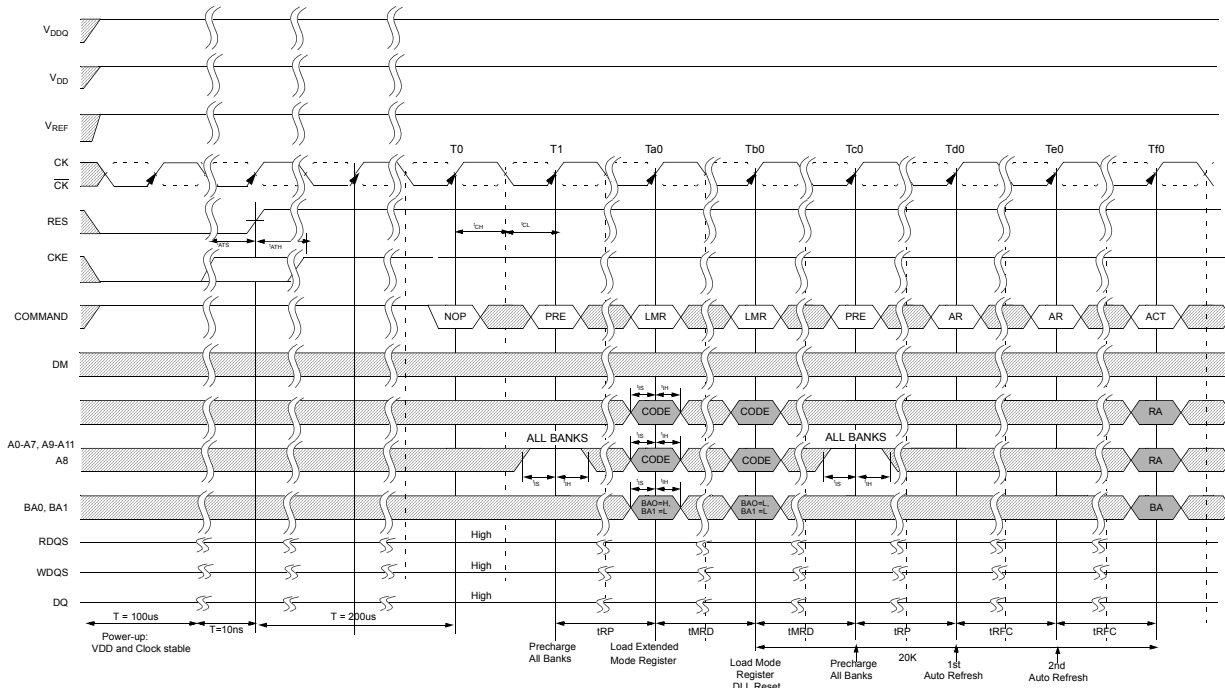 VDDQ
VDD
VREF
T0 T1 Ta0 Tb0 Tc0 Td0 Te0 Tf0
CK
CK
RES
tATS tATH tCH tCL
CKE
COMMAND NOP PRE LMR LMR PRE AR AR ACT
DM
tIS tIH
CODE CODE RA
A0-A7, A9-A11 ALL BANKS tIS tIH ALL BANKS
A8 CODE CODE RA
tIS tIH tIS tIH tIS tIH
BA0, BA1 BAO=H, BA1 =L BAO=L, BA1 =L BA
RDQS High
WDQS High
DQ High
T = 100us T=10ns T = 200us
tRP tMRD tMRD tRP tRFC tRFC
Power-up:
VDD and Clock stable
Precharge
All Banks
Load Extended
Mode Register
Load Mode
Register
DLL Reset
Precharge
All Banks
20K
1st
Auto Refresh
2nd
Auto Refresh